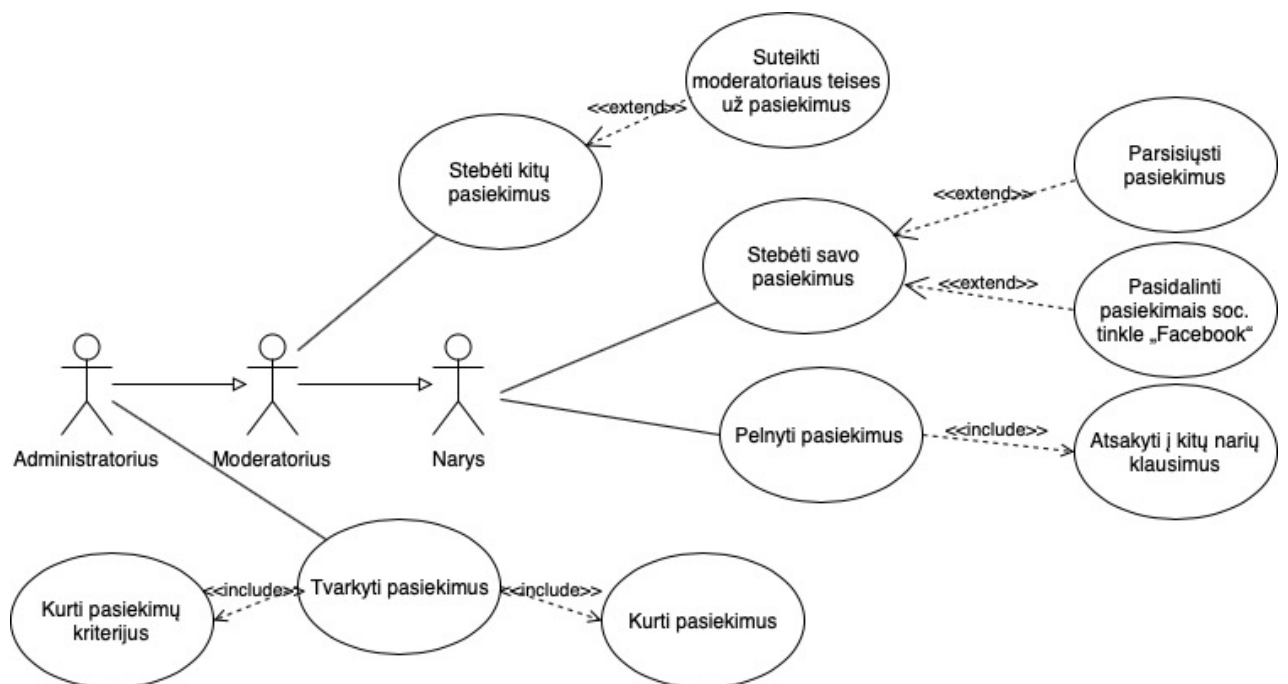 Suteikti
moderatoriaus teises
už pasiekimus
<<extend>>
Stebėti kitų
pasiekimus
Parsisiųsti
pasiekimus
<<extend>>
Stebėti savo
pasiekimus
<<extend>>
Pasidalinti
pasiekimais soc.
tinkle „Facebook“
Administratorius
Moderatorius
Narys
Pelnyti pasiekimus
<<include>>
Atsakyti į kitų narių
klausimus
Kurti pasiekimų
kriterijus
<<include>>
Tvarkyti pasiekimus
<<include>>
Kurti pasiekimus